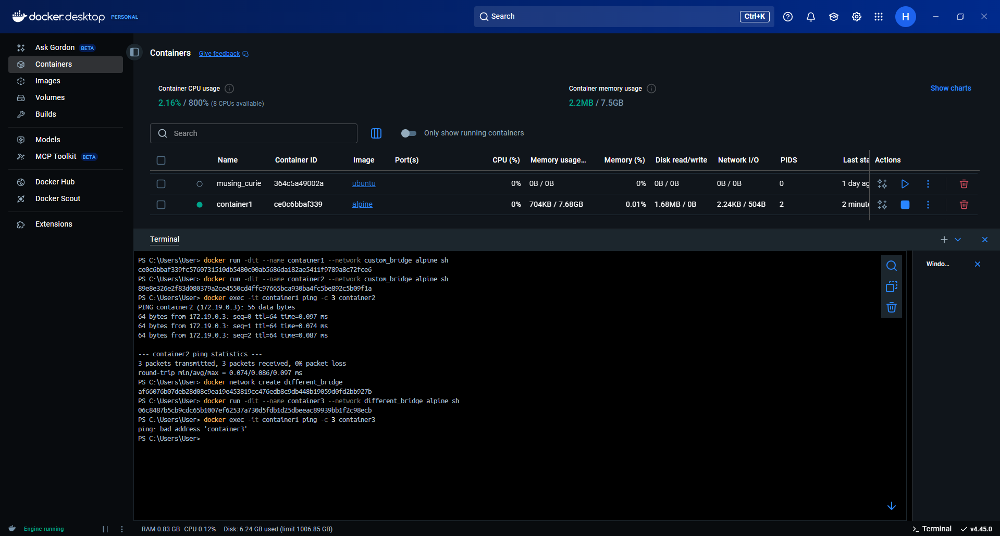 docker.desktop PERSONAL
Search
Ctrl+K
H
Ask Gordon BETA
Containers
Images
Volumes
Builds
Models
MCP Toolkit BETA
Docker Hub
Docker Scout
Extensions
Containers Give feedback
Container CPU usage
2.16% / 800% (8 CPUs available)
Container memory usage
2.2MB / 7.5GB
Show charts
Search
Only show running containers
Name Container ID Image Port(s) CPU (%) Memory usage... Memory (%) Disk read/write Network I/O PIDS Last sta Actions
musing_curie 364c5a49002a ubuntu 0% 0B / 0B 0% 0B / 0B 0B / 0B 0 1 day ag
container1 ce0c6bbaf339 alpine 0% 704KB / 7.68GB 0.01% 1.68MB / 0B 2.24KB / 504B 2 2 minute
Terminal
PS C:\Users\User> docker run -dit --name container1 --network custom_bridge alpine sh
ce0c6bbaf339fc5760731510db5480c00ab5686da182ae5411f9789a8c72fce6
PS C:\Users\User> docker run -dit --name container2 --network custom_bridge alpine sh
89e8e326e2f83d080379a2ce4550cd4ffc97665bca930ba4fc5be892c5b09f1a
PS C:\Users\User> docker exec -it container1 ping -c 3 container2
PING container2 (172.19.0.3): 56 data bytes
64 bytes from 172.19.0.3: seq=0 ttl=64 time=0.097 ms
64 bytes from 172.19.0.3: seq=1 ttl=64 time=0.074 ms
64 bytes from 172.19.0.3: seq=2 ttl=64 time=0.087 ms
--- container2 ping statistics ---
3 packets transmitted, 3 packets received, 0% packet loss
round-trip min/avg/max = 0.074/0.086/0.097 ms
PS C:\Users\User> docker network create different_bridge
af66076b07deb28d08c9ea19e453819cc476edb8c9db448b19059d0fd2bb927b
PS C:\Users\User> docker run -dit --name container3 --network different_bridge alpine sh
06c8487b5cb9cdc65b1007ef62537a730d5fdb1d25dbeeac89939bb1f2c98ecb
PS C:\Users\User> docker exec -it container1 ping -c 3 container3
ping: bad address 'container3'
PS C:\Users\User>
Windo...
Engine running
RAM 0.83 GB CPU 0.12% Disk: 6.24 GB used (limit 1006.85 GB)
Terminal
v4.45.0